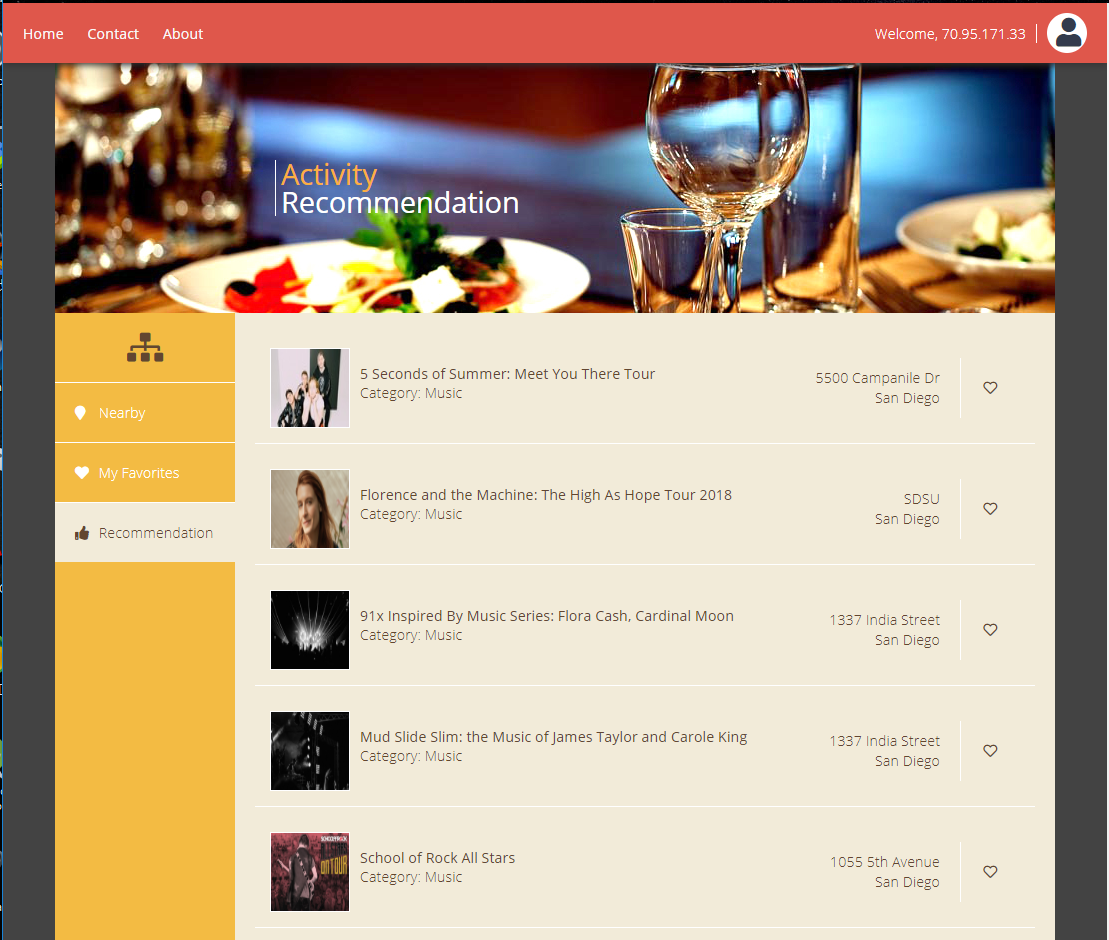 Home Contact About Welcome, 70.95.171.33
Activity
Recommendation
Nearby
My Favorites
Recommendation
5 Seconds of Summer: Meet You There Tour
Category: Music
5500 Campanile Dr
San Diego
Florence and the Machine: The High As Hope Tour 2018
Category: Music
SDSU
San Diego
91x Inspired By Music Series: Flora Cash, Cardinal Moon
Category: Music
1337 India Street
San Diego
Mud Slide Slim: the Music of James Taylor and Carole King
Category: Music
1337 India Street
San Diego
ON TOUR
School of Rock All Stars
Category: Music
1055 5th Avenue
San Diego